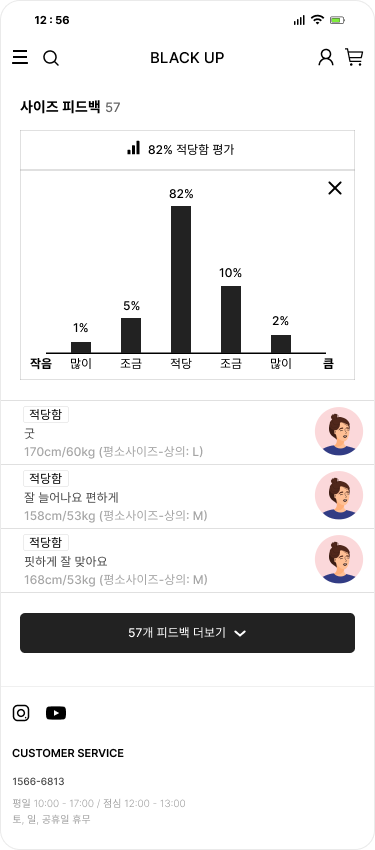 12:56
BLACK UP
사이즈 피드백 57
82% 적당함 평가
82%
10%
5%
2%
1%
작음 많이 조금 적당 조금 많이 큼
적당함
굿
170cm/60kg (평소사이즈-상의: L)
적당함
잘 늘어나요 편하게
158cm/53kg (평소사이즈-상의: M)
적당함
핏하게 잘 맞아요
168cm/53kg (평소사이즈-상의: M)
57개 피드백 더보기
CUSTOMER SERVICE
1566-6813
평일 10:00 - 17:00 / 점심 12:00 - 13:00
토, 일, 공휴일 휴무